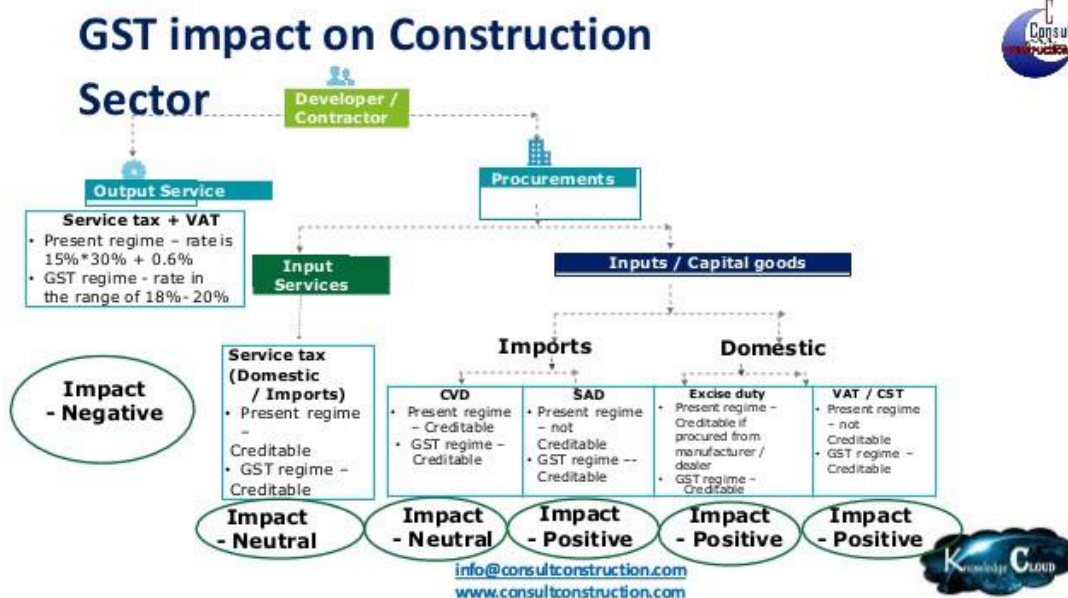 GST impact on Construction
Sector
C
Consul
Developer /
Contractor
Output Service
Procurements
Service tax + VAT
• Present regime – rate is
15%*30% + 0.6%
• GST regime - rate in
the range of 18%- 20%
Input
Services
Inputs / Capital goods
Imports
Domestic
Impact
- Negative
Service tax
(Domestic
/ Imports)
• Present regime
–
Creditable
• GST regime –
Creditable
CVD
• Present regime
– Creditable
• GST regime –
Creditable
SAD
• Present regime
– not
Creditable
• GST regime --
Creditable
Excise duty
• Present regime –
Creditable if
procured from
manufacturer /
dealer
• GST regime –
Creditable
VAT / CST
• Present regime
– not
Creditable
• GST regime –
Creditable
Impact
- Neutral
Impact
- Neutral
Impact
- Positive
Impact
- Positive
Impact
- Positive
info@consultconstruction.com
www.consultconstruction.com
Knowledge Cloud